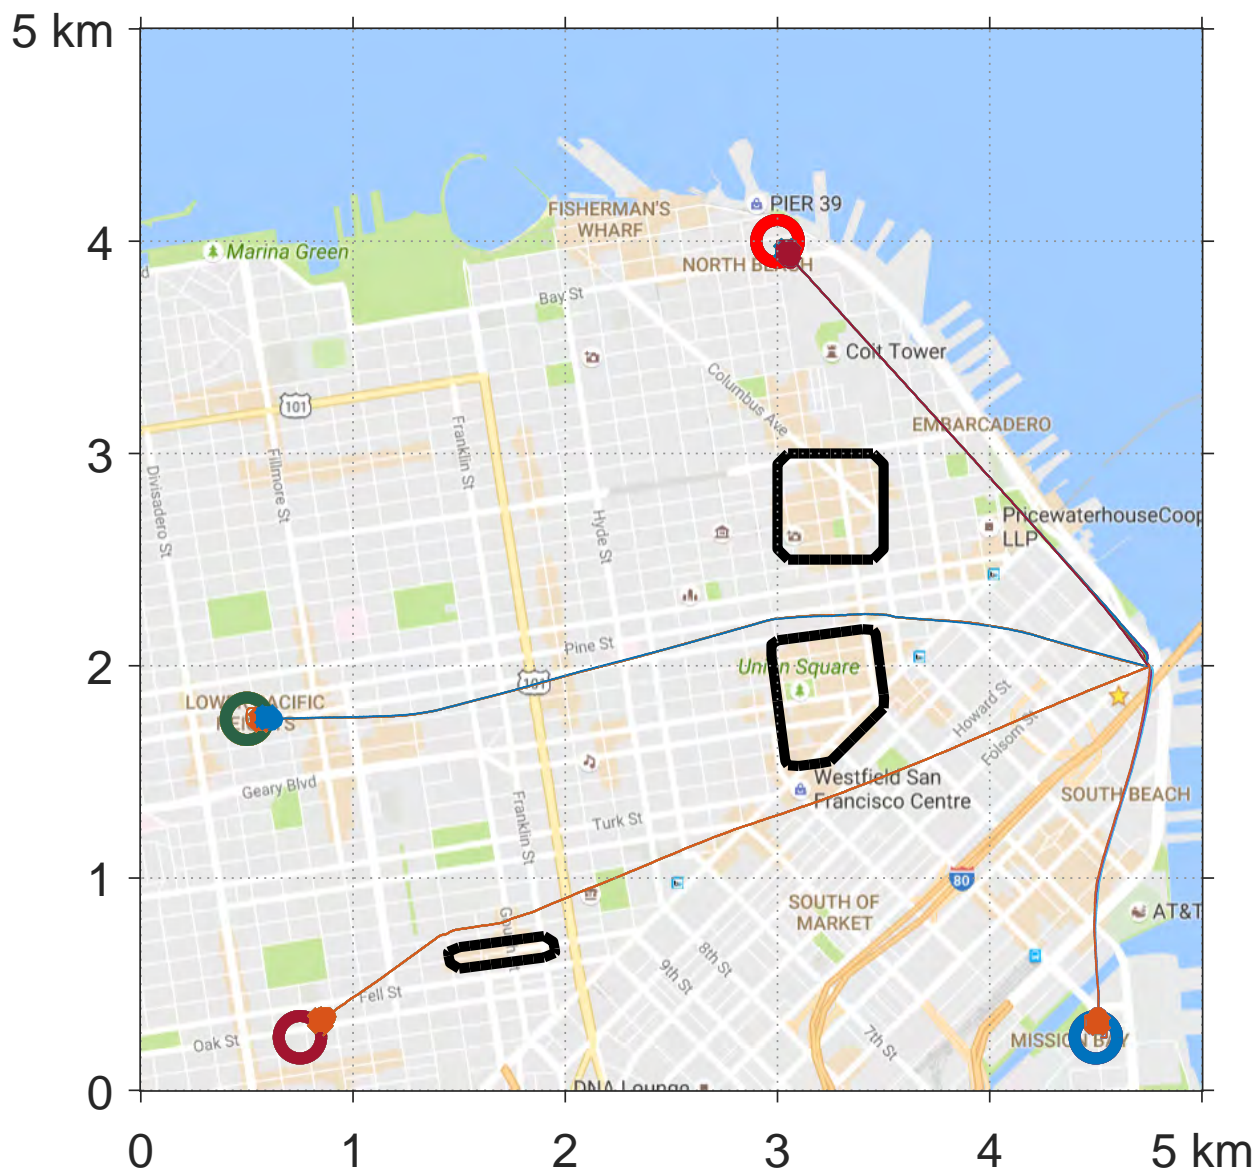 5 km
PIER 39
FISHERMAN'S
WHARF
4
Marina Green
NORTH BEACH
Bay St
Coit Tower
Columbus Ave
101
EMBARCADERO
Franklin St
3
Fillmore St
Divisadero St
Hyde St
PricewaterhouseCoop
LLP
Pine St
2
Union Square
101
Howard St
Folsom St
Westfield San
Francisco Centre
Geary Blvd
SOUTH BEACH
Franklin St
Turk St
1
80
SOUTH OF
MARKET
AT&T
8th St
9th St
Fell St
Oak St
7th St
MISSION BAY
DNA Lounge
0
0
1
2
3
4
5 km